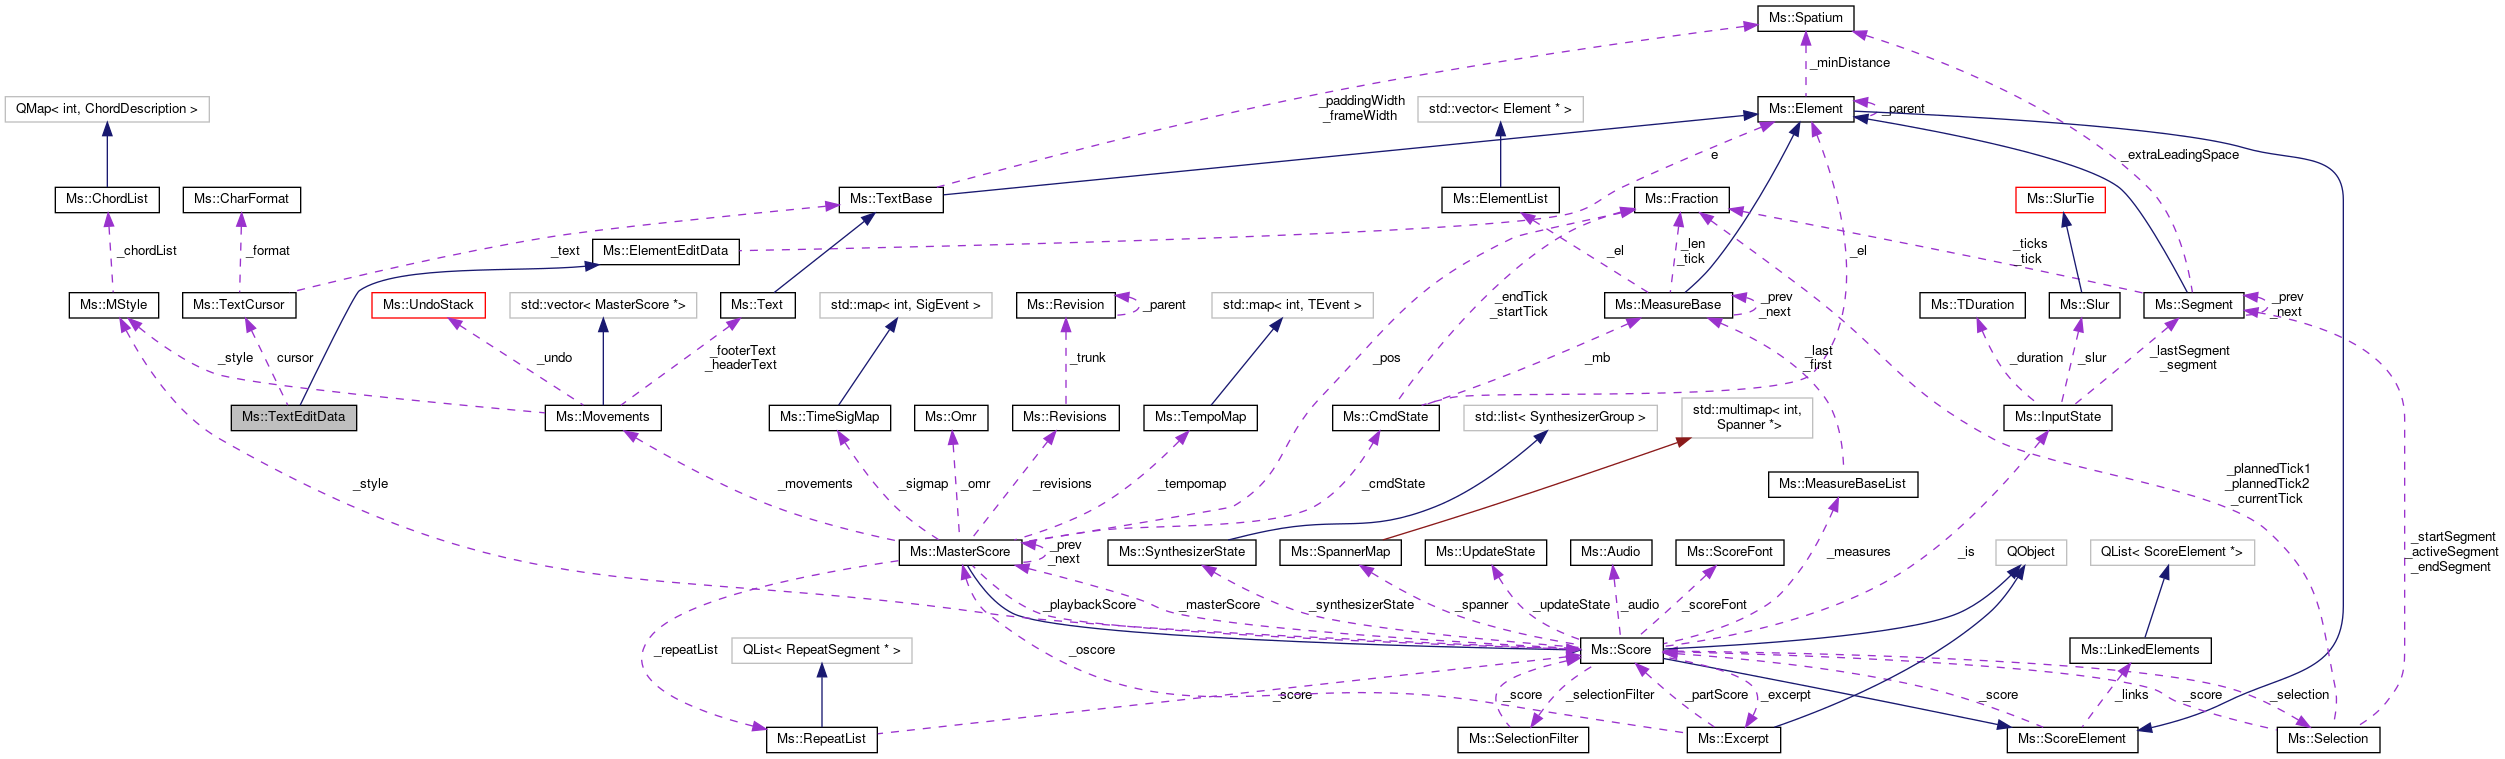 Ms::Spatium
_minDistance
QMap< int, ChordDescription >
_paddingWidth
_frameWidth
std::vector< Element * >
Ms::Element
_parent
e
_extraLeadingSpace
Ms::ChordList
Ms::CharFormat
Ms::TextBase
Ms::ElementList
Ms::Fraction
Ms::SlurTie
_chordList
_format
_text
Ms::ElementEditData
_el
_len
_tick
_el
_ticks
_tick
Ms::MStyle
Ms::TextCursor
Ms::UndoStack
std::vector< MasterScore *>
Ms::Text
std::map< int, SigEvent >
Ms::Revision
_parent
std::map< int, TEvent >
_endTick
_startTick
Ms::MeasureBase
_prev
_next
Ms::TDuration
Ms::Slur
Ms::Segment
_prev
_next
_style
cursor
_undo
_footerText
_headerText
_trunk
_pos
_mb
_last
_first
_duration
_slur
_lastSegment
_segment
Ms::TextEditData
Ms::Movements
Ms::TimeSigMap
Ms::Omr
Ms::Revisions
Ms::TempoMap
Ms::CmdState
std::list< SynthesizerGroup >
std::multimap< int,
Spanner *>
Ms::InputState
_style
_movements
_sigmap
_omr
_revisions
_tempomap
_cmdState
Ms::MeasureBaseList
_plannedTick1
_plannedTick2
_currentTick
Ms::MasterScore
_prev
_next
Ms::SynthesizerState
Ms::SpannerMap
Ms::UpdateState
Ms::Audio
Ms::ScoreFont
_measures
_is
QObject
QList< ScoreElement *>
_startSegment
_activeSegment
_endSegment
_playbackScore
_masterScore
_synthesizerState
_spanner
_updateState
_audio
_scoreFont
_repeatList
QList< RepeatSegment * >
_oscore
Ms::Score
Ms::LinkedElements
_score
_score
_selectionFilter
_partScore
_excerpt
_score
_links
_score
_selection
Ms::RepeatList
Ms::SelectionFilter
Ms::Excerpt
Ms::ScoreElement
Ms::Selection